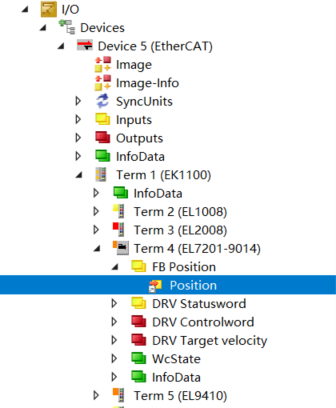 I/O
Devices
Device 5 (EtherCAT)
Image
Image-Info
SyncUnits
Inputs
Outputs
InfoData
Term 1 (EK1100)
InfoData
Term 2 (EL1008)
Term 3 (EL2008)
Term 4 (EL7201-9014)
FB Position
Position
DRV Statusword
DRV Controlword
DRV Target velocity
WcState
InfoData
Term 5 (EL9410)